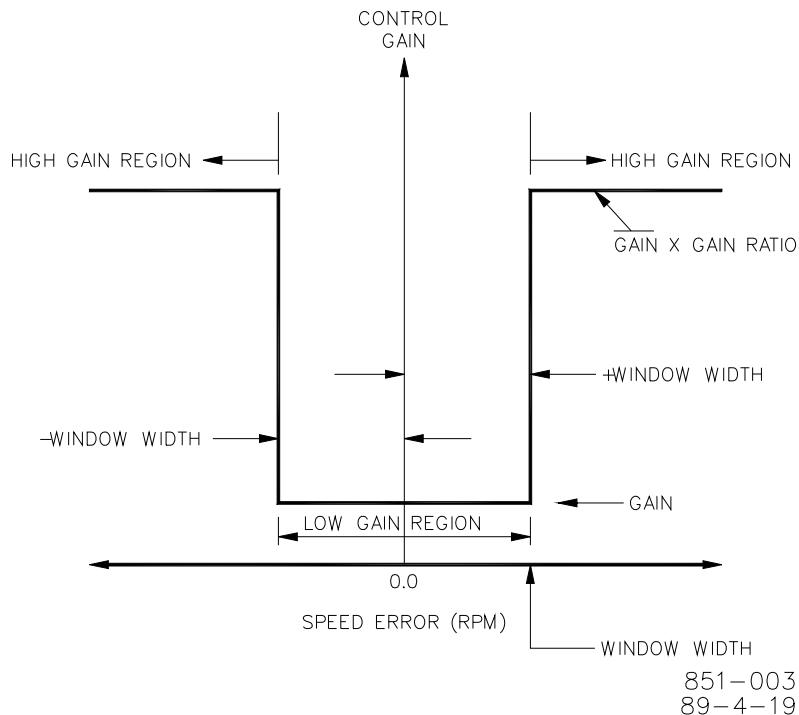 CONTROL
GAIN
HIGH GAIN REGION
HIGH GAIN REGION
GAIN X GAIN RATIO
+WINDOW WIDTH
-WINDOW WIDTH
GAIN
LOW GAIN REGION
0.0
SPEED ERROR (RPM)
WINDOW WIDTH
851-003
89-4-19